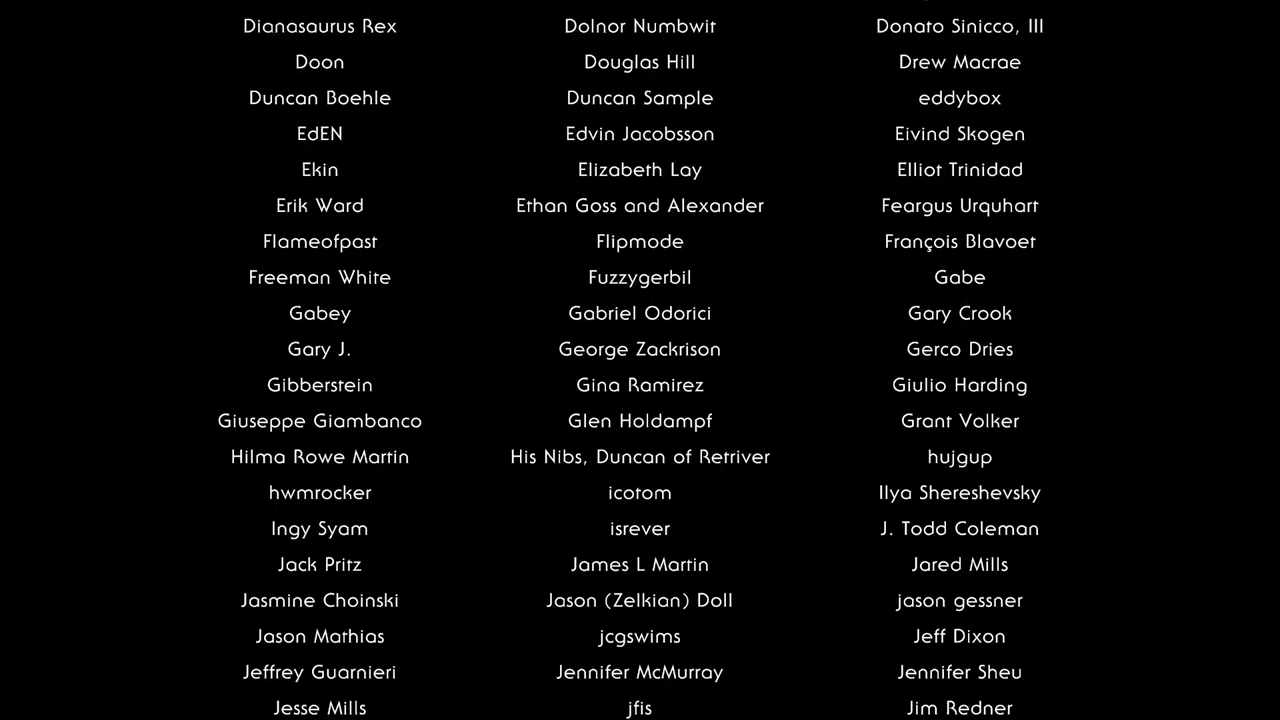 Dianasaurus Rex Dolnor Numbwit Donato Sinicco, III
Doon Douglas Hill Drew Macrae
Duncan Boehle Duncan Sample eddybox
EdEN Edvin Jacobsson Eivind Skogen
Ekin Elizabeth Lay Elliot Trinidad
Erik Ward Ethan Goss and Alexander Feargus Urquhart
Flameofpast Flipmode François Blavoet
Freeman White Fuzzygerbil Gabe
Gabey Gabriel Odorici Gary Crook
Gary J. George Zackrison Gerco Dries
Gibberstein Gina Ramirez Giulio Harding
Giuseppe Giambanco Glen Holdampf Grant Volker
Hilma Rowe Martin His Nibs, Duncan of Retriver hujgup
hwmrocker icotom Ilya Shereshevsky
Ingy Syam isrever J. Todd Coleman
Jack Pritz James L Martin Jared Mills
Jasmine Choinski Jason (Zelkian) Doll jason gessner
Jason Mathias jcgswims Jeff Dixon
Jeffrey Guarnieri Jennifer McMurray Jennifer Sheu
Jesse Mills jfis Jim Redner